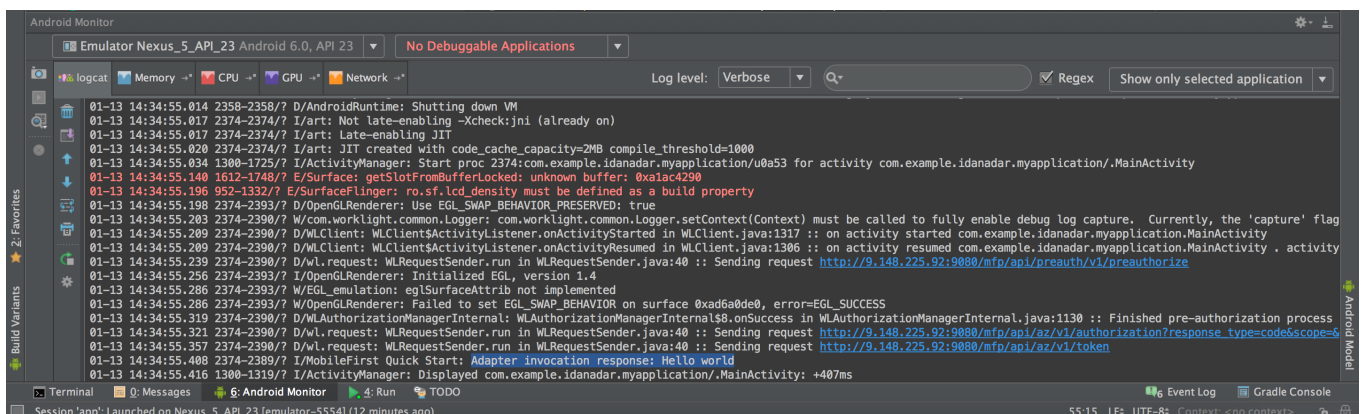 Android Monitor
Emulator Nexus_5_API_23 Android 6.0, API 23
No Debuggable Applications
logcat
Memory
CPU
GPU
Network
Log level:
Verbose
Regex
Show only selected application
01-13 14:34:55.014 2358-2358/? D/AndroidRuntime: Shutting down VM
01-13 14:34:55.017 2374-2374/? I/art: Not late-enabling -Xcheck:jni (already on)
01-13 14:34:55.017 2374-2374/? I/art: Late-enabling JIT
01-13 14:34:55.020 2374-2374/? I/art: JIT created with code_cache_capacity=2MB compile_threshold=1000
01-13 14:34:55.034 1300-1725/? I/ActivityManager: Start proc 2374:com.example.idanadar.myapplication/u0a53 for activity com.example.idanadar.myapplication/.MainActivity
01-13 14:34:55.140 1612-1748/? E/Surface: getSlotFromBufferLocked: unknown buffer: 0xa1ac4290
01-13 14:34:55.196 952-1332/? E/SurfaceFlinger: ro.sf.lcd_density must be defined as a build property
01-13 14:34:55.198 2374-2393/? D/OpenGLRenderer: Use EGL_SWAP_BEHAVIOR_PRESERVED: true
01-13 14:34:55.203 2374-2390/? W/com.worklight.common.Logger: com.worklight.common.Logger.setContext(Context) must be called to fully enable debug log capture.  Currently, the 'capture' flag
01-13 14:34:55.209 2374-2390/? D/WLClient: WLClient$ActivityListener.onActivityStarted in WLClient.java:1317 :: on activity started com.example.idanadar.myapplication.MainActivity
01-13 14:34:55.209 2374-2390/? D/WLClient: WLClient$ActivityListener.onActivityResumed in WLClient.java:1306 :: on activity resumed com.example.idanadar.myapplication.MainActivity . activity
01-13 14:34:55.239 2374-2390/? D/wl.request: WLRequestSender.run in WLRequestSender.java:40 :: Sending request http://9.148.225.92:9080/mfp/api/preauth/v1/preauthorize
01-13 14:34:55.256 2374-2393/? I/OpenGLRenderer: Initialized EGL, version 1.4
01-13 14:34:55.286 2374-2393/? W/EGL_emulation: eglSurfaceAttrib not implemented
01-13 14:34:55.286 2374-2393/? W/OpenGLRenderer: Failed to set EGL_SWAP_BEHAVIOR on surface 0xad6a0de0, error=EGL_SUCCESS
01-13 14:34:55.319 2374-2390/? D/WLAuthorizationManagerInternal: WLAuthorizationManagerInternal$8.onSuccess in WLAuthorizationManagerInternal.java:1130 :: Finished pre-authorization process
01-13 14:34:55.321 2374-2390/? D/wl.request: WLRequestSender.run in WLRequestSender.java:40 :: Sending request http://9.148.225.92:9080/mfp/api/az/v1/authorization?response_type=code&scope=&
01-13 14:34:55.357 2374-2390/? D/wl.request: WLRequestSender.run in WLRequestSender.java:40 :: Sending request http://9.148.225.92:9080/mfp/api/az/v1/token
01-13 14:34:55.408 2374-2389/? I/MobileFirst Quick Start: Adapter invocation response: Hello world
01-13 14:34:55.416 1300-1319/? I/ActivityManager: Displayed com.example.idanadar.myapplication/.MainActivity: +407ms
2: Favorites
Build Variants
Android Model
Terminal
0: Messages
6: Android Monitor
4: Run
TODO
6 Event Log
Gradle Console
Session 'app': Launched on Nexus_5_API_23 [emulator-5554] (12 minutes ago)
55:15 LF÷ UTF-8÷ Context: <no context>